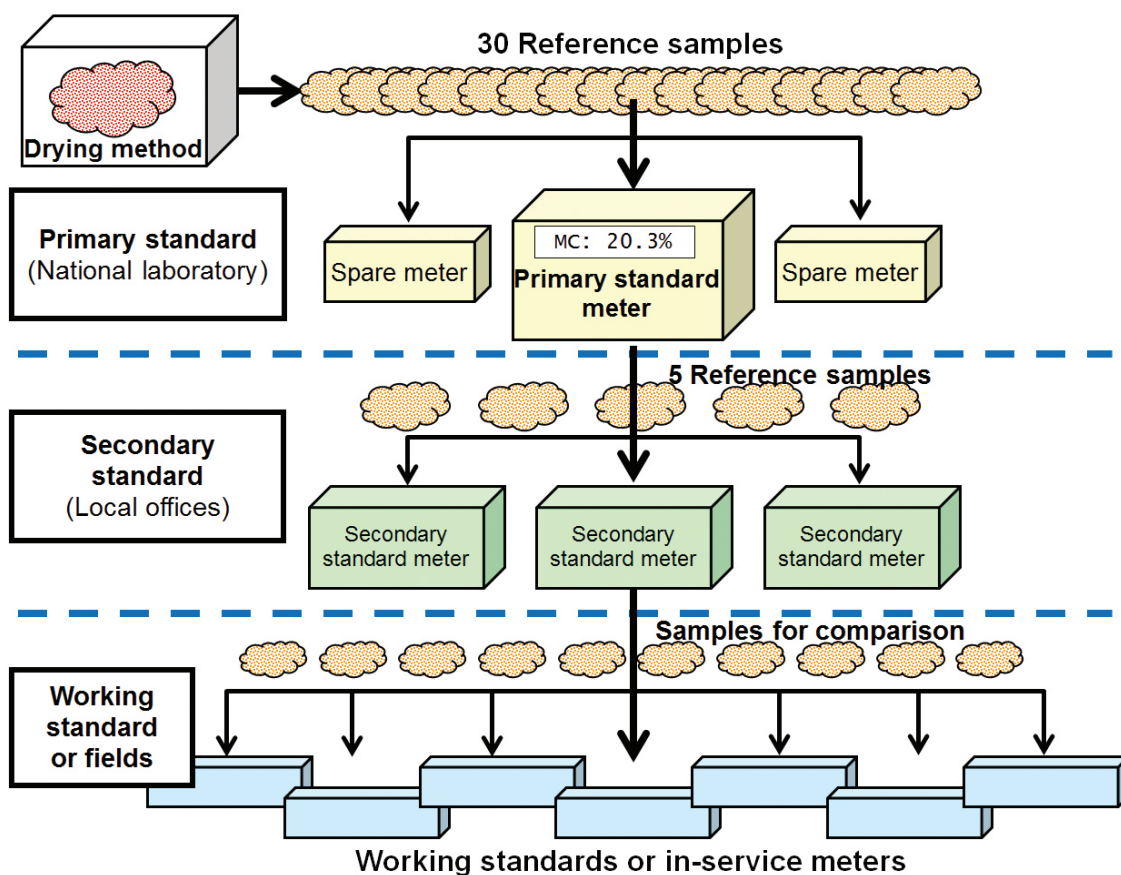 30 Reference samples
Drying method
Primary standard
(National laboratory)
Spare meter
MC: 20.3%
Primary standard
meter
Spare meter
5 Reference samples
Secondary
standard
(Local offices)
Secondary
standard meter
Secondary
standard meter
Secondary
standard meter
Samples for comparison
Working
standard
or fields
Working standards or in-service meters